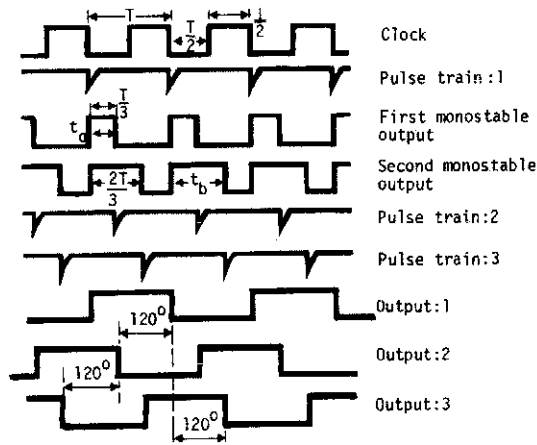 T
T/2
1/2
Clock
Pulse train:1
T/3
t_a
First monostable
output
2T/3
t_b
Second monostable
output
Pulse train:2
Pulse train:3
Output:1
120°
Output:2
120°
Output:3
120°